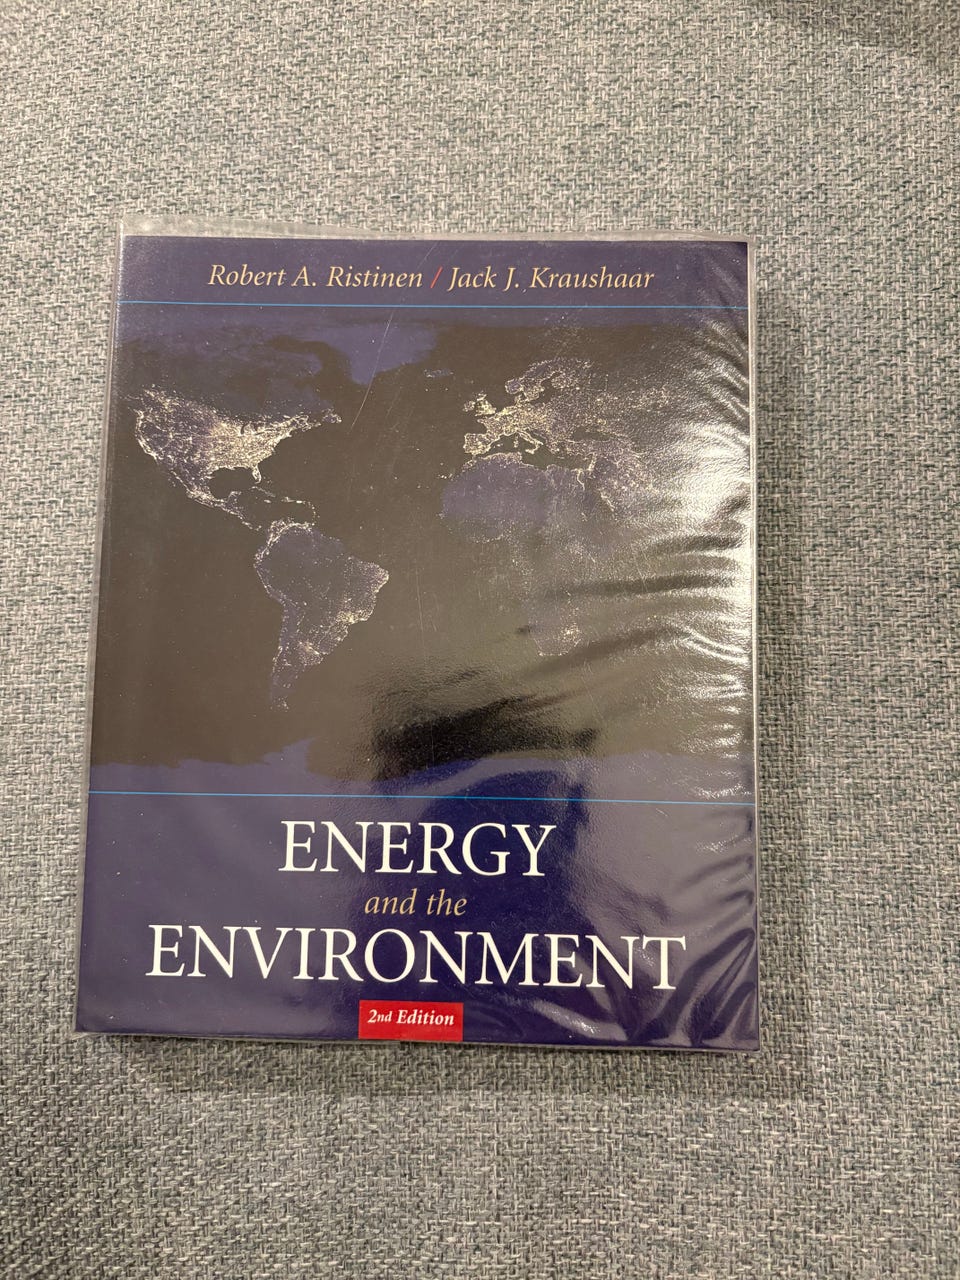 Robert A. Ristinen / Jack J. Kraushaar
ENERGY
and the
ENVIRONMENT
2nd Edition